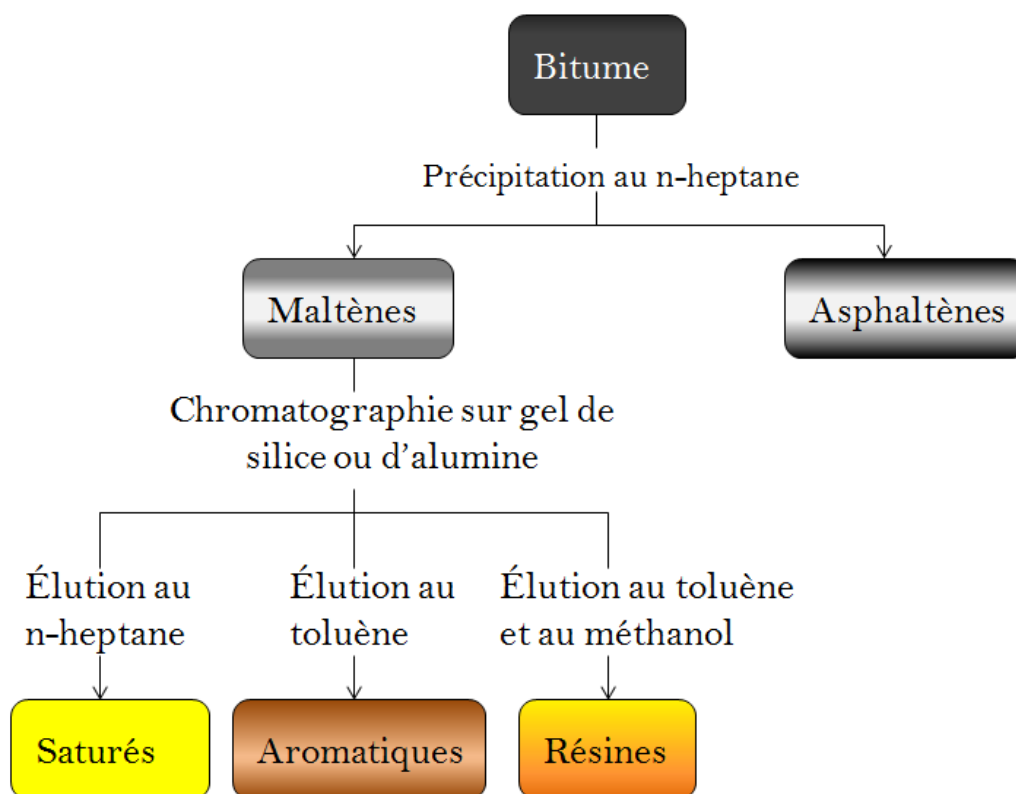 Bitume
Précipitation au n-heptane
Maltènes
Asphaltènes
Chromatographie sur gel de
silice ou d’alumine
Élution au
n-heptane
Élution au
toluène
Élution au toluène
et au méthanol
Saturés
Aromatiques
Résines